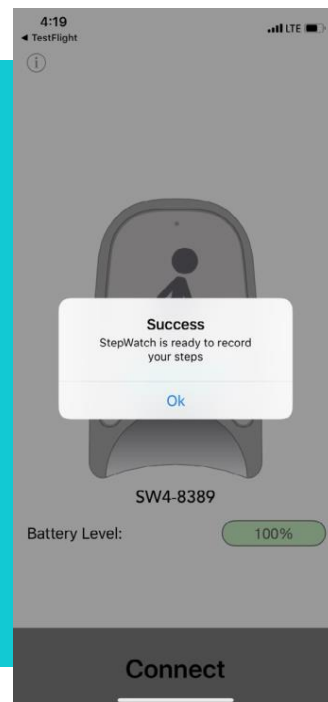 4:19
LTE
◀ TestFlight
Success
StepWatch is ready to record
your steps
Ok
SW4-8389
Battery Level:
100%
Connect